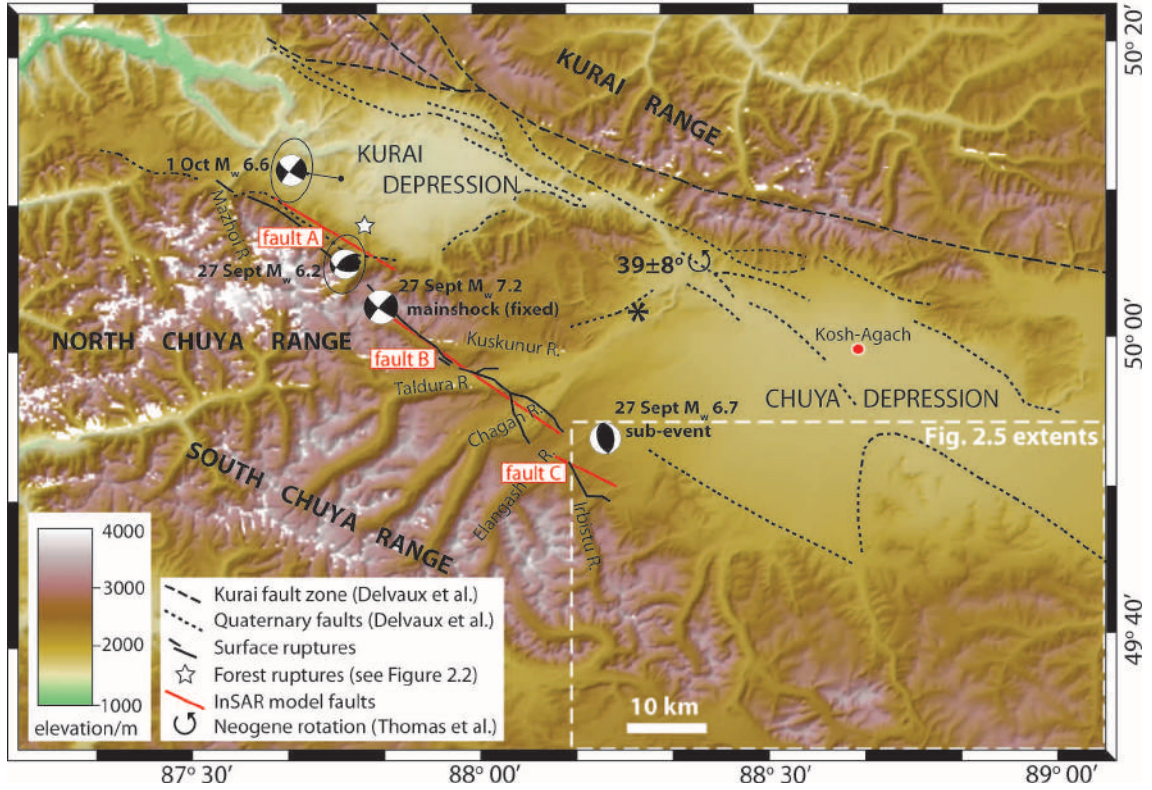 50° 20′
KURAI RANGE
1 Oct Mw 6.6
KURAI
DEPRESSION
Mazhoi R.
fault A
39±8°
27 Sept Mw 6.2
27 Sept Mw 7.2
mainshock (fixed)
50° 00′
NORTH CHUYA RANGE
Kuskunur R.
Kosh-Agach
fault B
Taldura R.
CHUYA DEPRESSION
27 Sept Mw 6.7
sub-event
Chagan R.
Fig. 2.5 extents
SOUTH CHUYA RANGE
fault C
Elangash R.
Irbistu R.
4000
3000
2000
1000
elevation/m
Kurai fault zone (Delvaux et al.)
Quaternary faults (Delvaux et al.)
Surface ruptures
Forest ruptures (see Figure 2.2)
InSAR model faults
Neogene rotation (Thomas et al.)
10 km
49° 40′
87° 30′
88° 00′
88° 30′
89° 00′